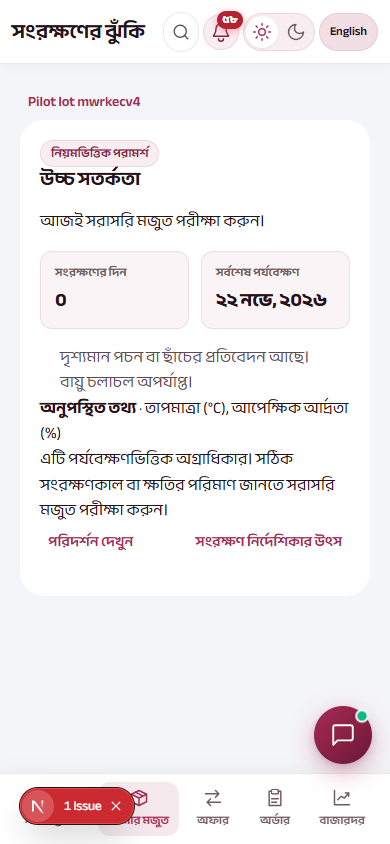 সংরক্ষণের ঝুঁকি
৫৮
English
Pilot lot mwrkecv4
নিয়মভিত্তিক পরামর্শ
উচ্চ সতর্কতা
আজই সরাসরি মজুত পরীক্ষা করুন।
সংরক্ষণের দিন
0
সর্বশেষ পর্যবেক্ষণ
২২ নভে, ২০২৬
দৃশ্যমান পচন বা ছাঁচের প্রতিবেদন আছে।
বায়ু চলাচল অপর্যাপ্ত।
অনুপস্থিত তথ্য · তাপমাত্রা (°C), আপেক্ষিক আর্দ্রতা
(%)
এটি পর্যবেক্ষণভিত্তিক অগ্রাধিকার। সঠিক
সংরক্ষণকাল বা ক্ষতির পরিমাণ জানতে সরাসরি
মজুত পরীক্ষা করুন।
পরিদর্শন দেখুন
সংরক্ষণ নির্দেশিকার উৎস
N
1 Issue
মজুত
অফার
অর্ডার
বাজারদর